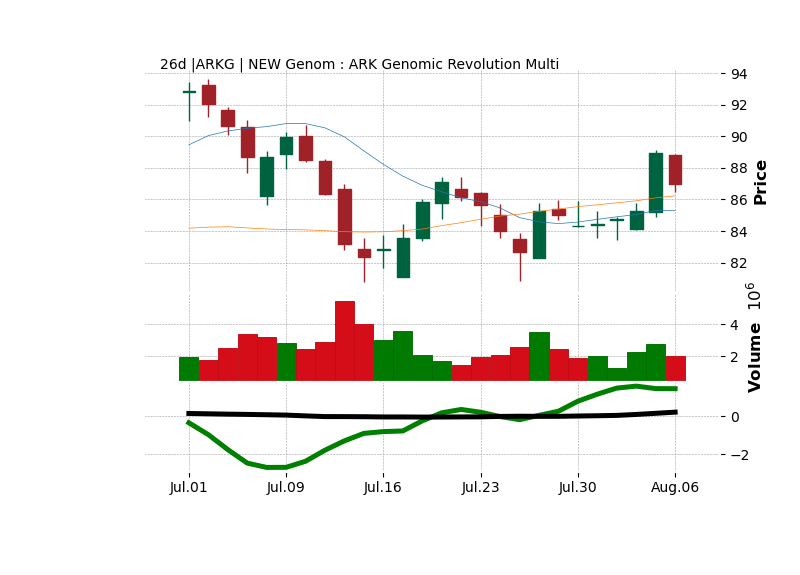 26d |ARKG | NEW Genom : ARK Genomic Revolution Multi
94
92
90
88
86
84
82
Price
4
2
Volume 10^6
0
−2
Jul.01 Jul.09 Jul.16 Jul.23 Jul.30 Aug.06